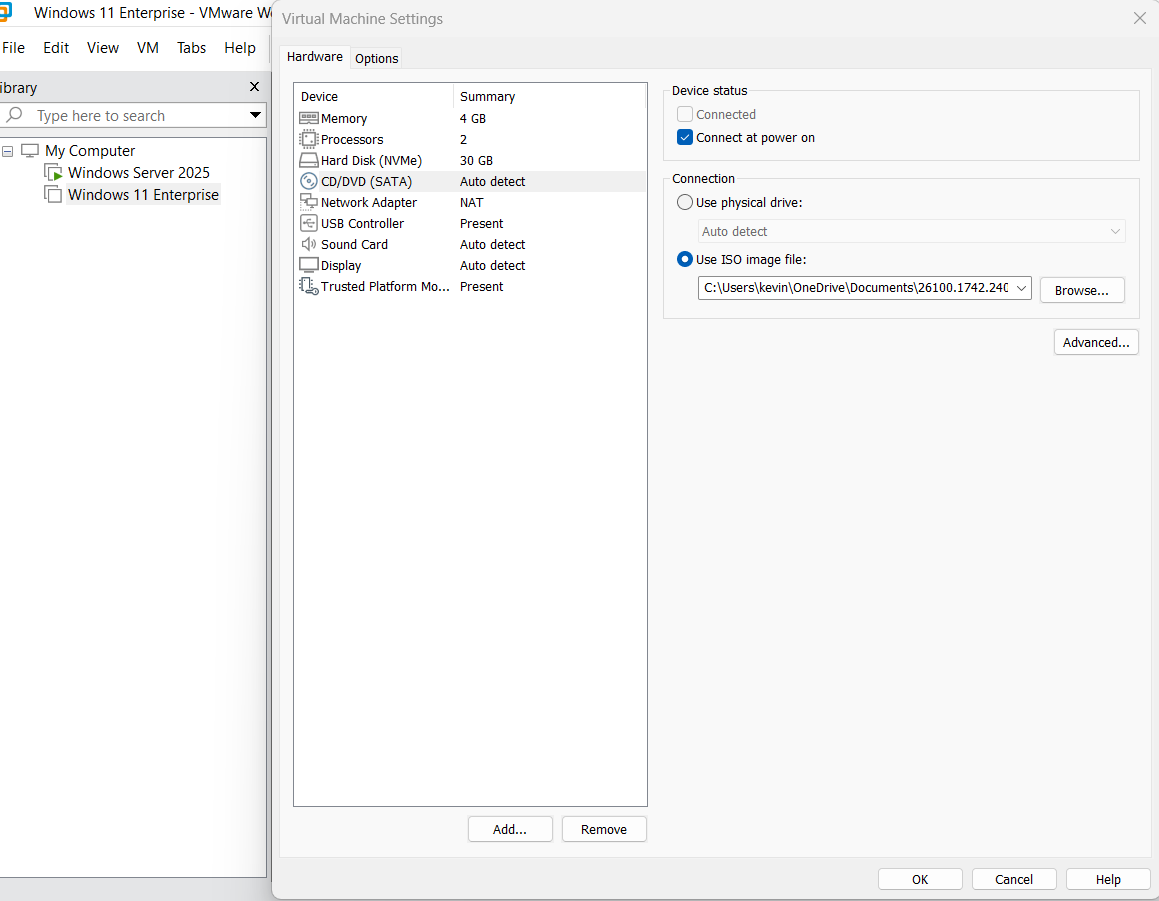 Windows 11 Enterprise - VMware
Virtual Machine Settings
File Edit View VM Tabs Help
Hardware Options
ibrary
Type here to search
My Computer
Windows Server 2025
Windows 11 Enterprise
Device Summary
Memory 4 GB
Processors 2
Hard Disk (NVMe) 30 GB
CD/DVD (SATA) Auto detect
Network Adapter NAT
USB Controller Present
Sound Card Auto detect
Display Auto detect
Trusted Platform Mo... Present
Add... Remove
Device status
Connected
Connect at power on
Connection
Use physical drive:
Auto detect
Use ISO image file:
C:\Users\kevin\OneDrive\Documents\26100.1742.240
Browse...
Advanced...
OK Cancel Help